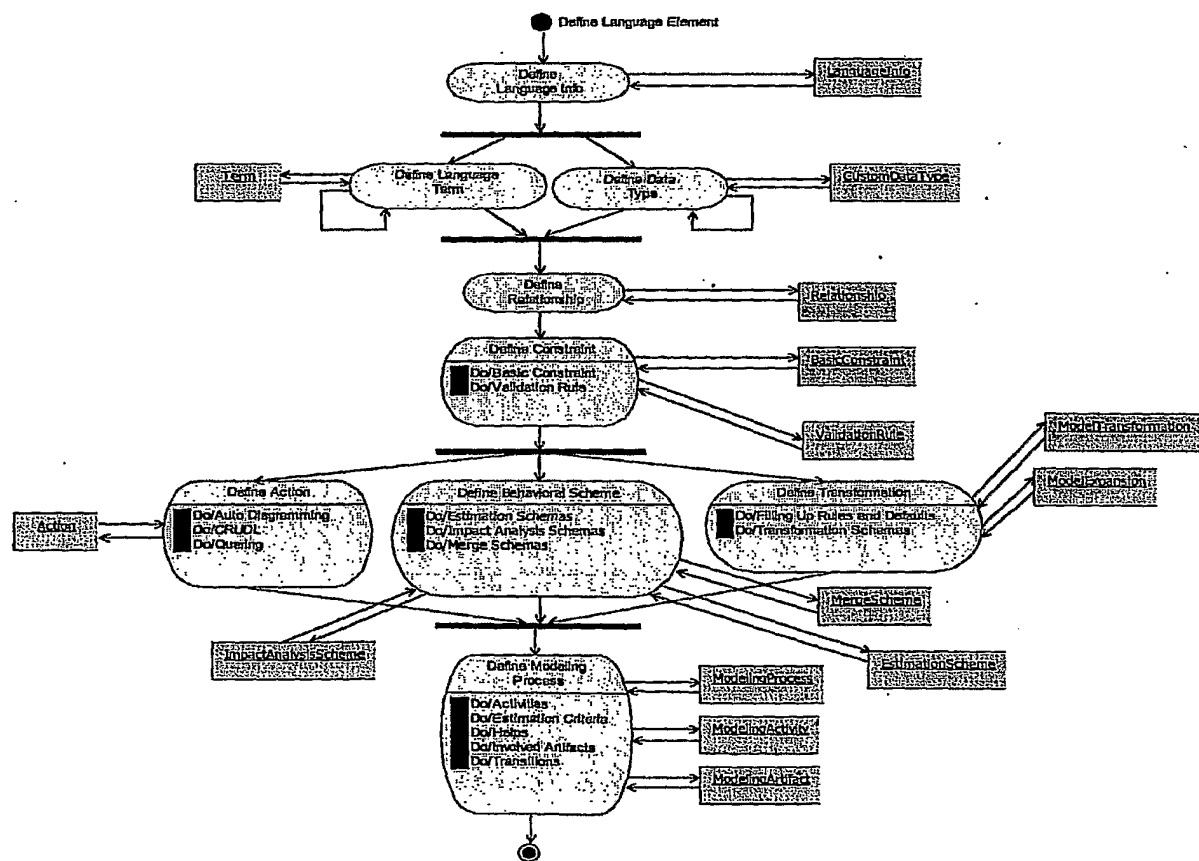 Define Language Element
Define
Language Info
LanguageInfo
Term
Define Language
Term
Define Data
Type
CustomDataType
Define
Relationship
Relationship
Define Constraint
Do/Basic Constraint
Do/Validation Rule
BasicConstraint
ValidationRule
ModelTransformation
ModelExpansion
Action
Define Action
Do/Auto Diagramming
Do/CRUDL
Do/Quering
Define Behavioral Scheme
Do/Estimation Schemas
Do/Impact Analysis Schemas
Do/Merge Schemas
Define Transformation
Do/Filling Up Rules and Defaults
Do/Transformation Schemas
MergeScheme
ImpactAnalysisScheme
EstimationScheme
Define Modeling
Process
Do/Activities
Do/Estimation Criteria
Do/Helps
Do/Involved Artifacts
Do/Transitions
ModelingProcess
ModelingActivity
ModelingArtifact